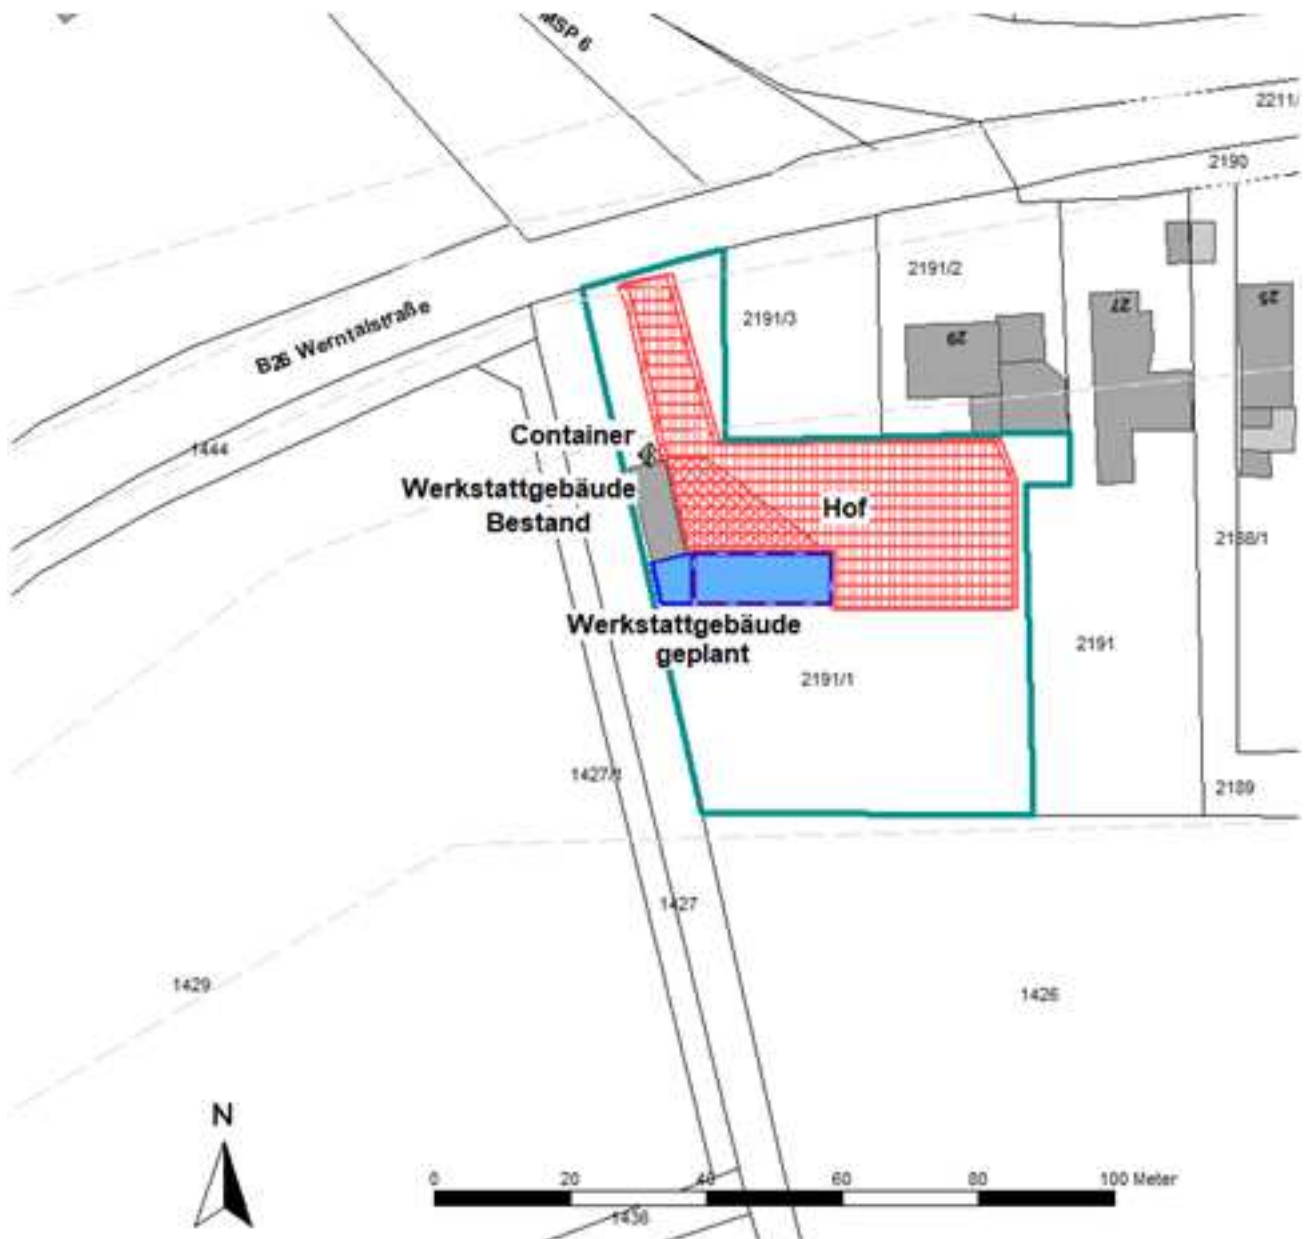 MSP 6
2211/
2190
2191/2
B26 Werntalstraße
2191/3
29
27
25
1444
Container
Werkstattgebäude
Bestand
Hof
2188/1
Werkstattgebäude
geplant
2191
2191/1
1427/1
2189
1427
1429
1426
N
0 20 40 60 80 100 Meter
1436